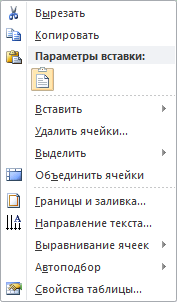 Вырезать
Копировать
Параметры вставки:
Вставить
Удалить ячейки...
Выделить
Объединить ячейки
Границы и заливка...
Направление текста...
Выравнивание ячеек
Автоподбор
Свойства таблицы...